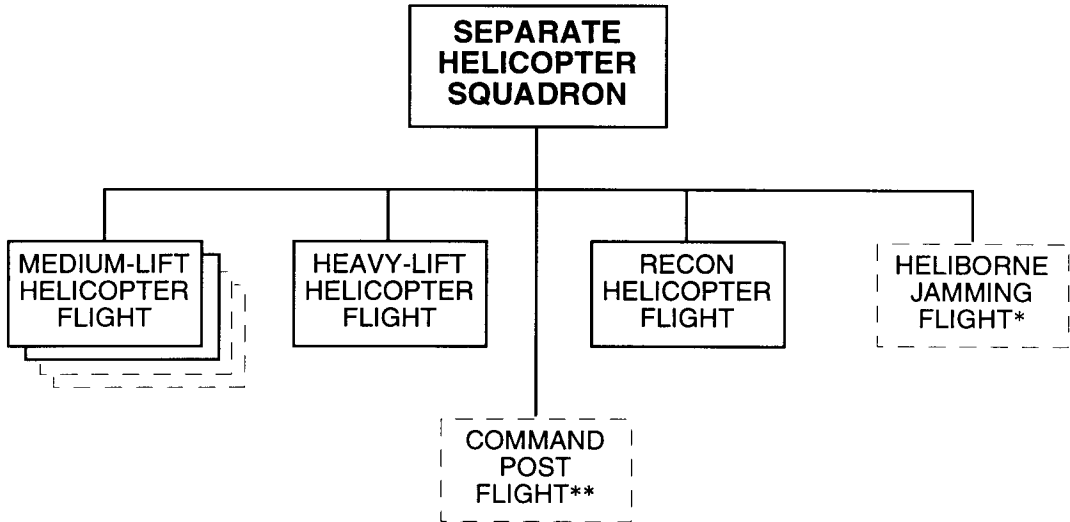 SEPARATE
HELICOPTER
SQUADRON
MEDIUM-LIFT
HELICOPTER
FLIGHT
HEAVY-LIFT
HELICOPTER
FLIGHT
RECON
HELICOPTER
FLIGHT
HELIBORNE
JAMMING
FLIGHT*
COMMAND
POST
FLIGHT**